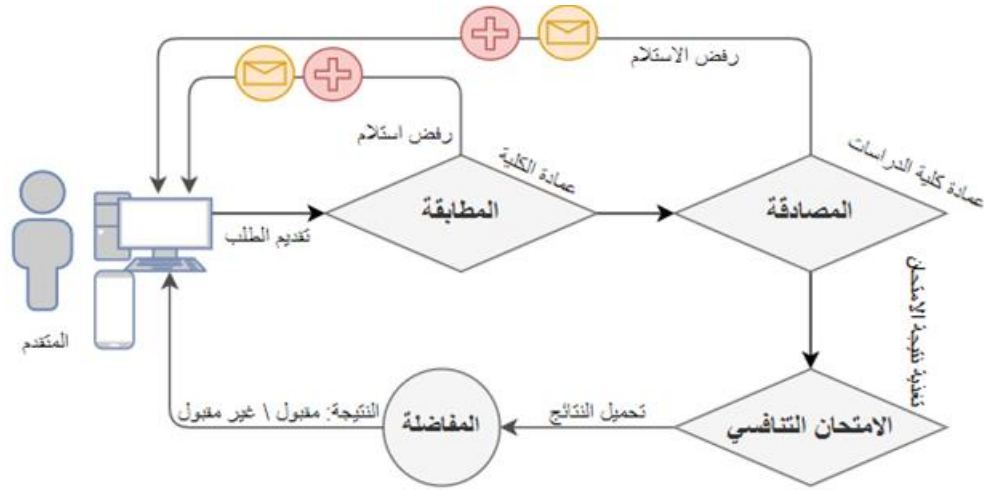 رفض الاستلام
رفض استلام
عمادة الكلية
عمادة كلية الدراسات
المطابقة
المصادقة
تقديم الطلب
المتقدم
تغذية نتيجة الامتحان
الامتحان التنافسي
تحميل النتائج
المفاضلة
النتيجة: مقبول \ غير مقبول